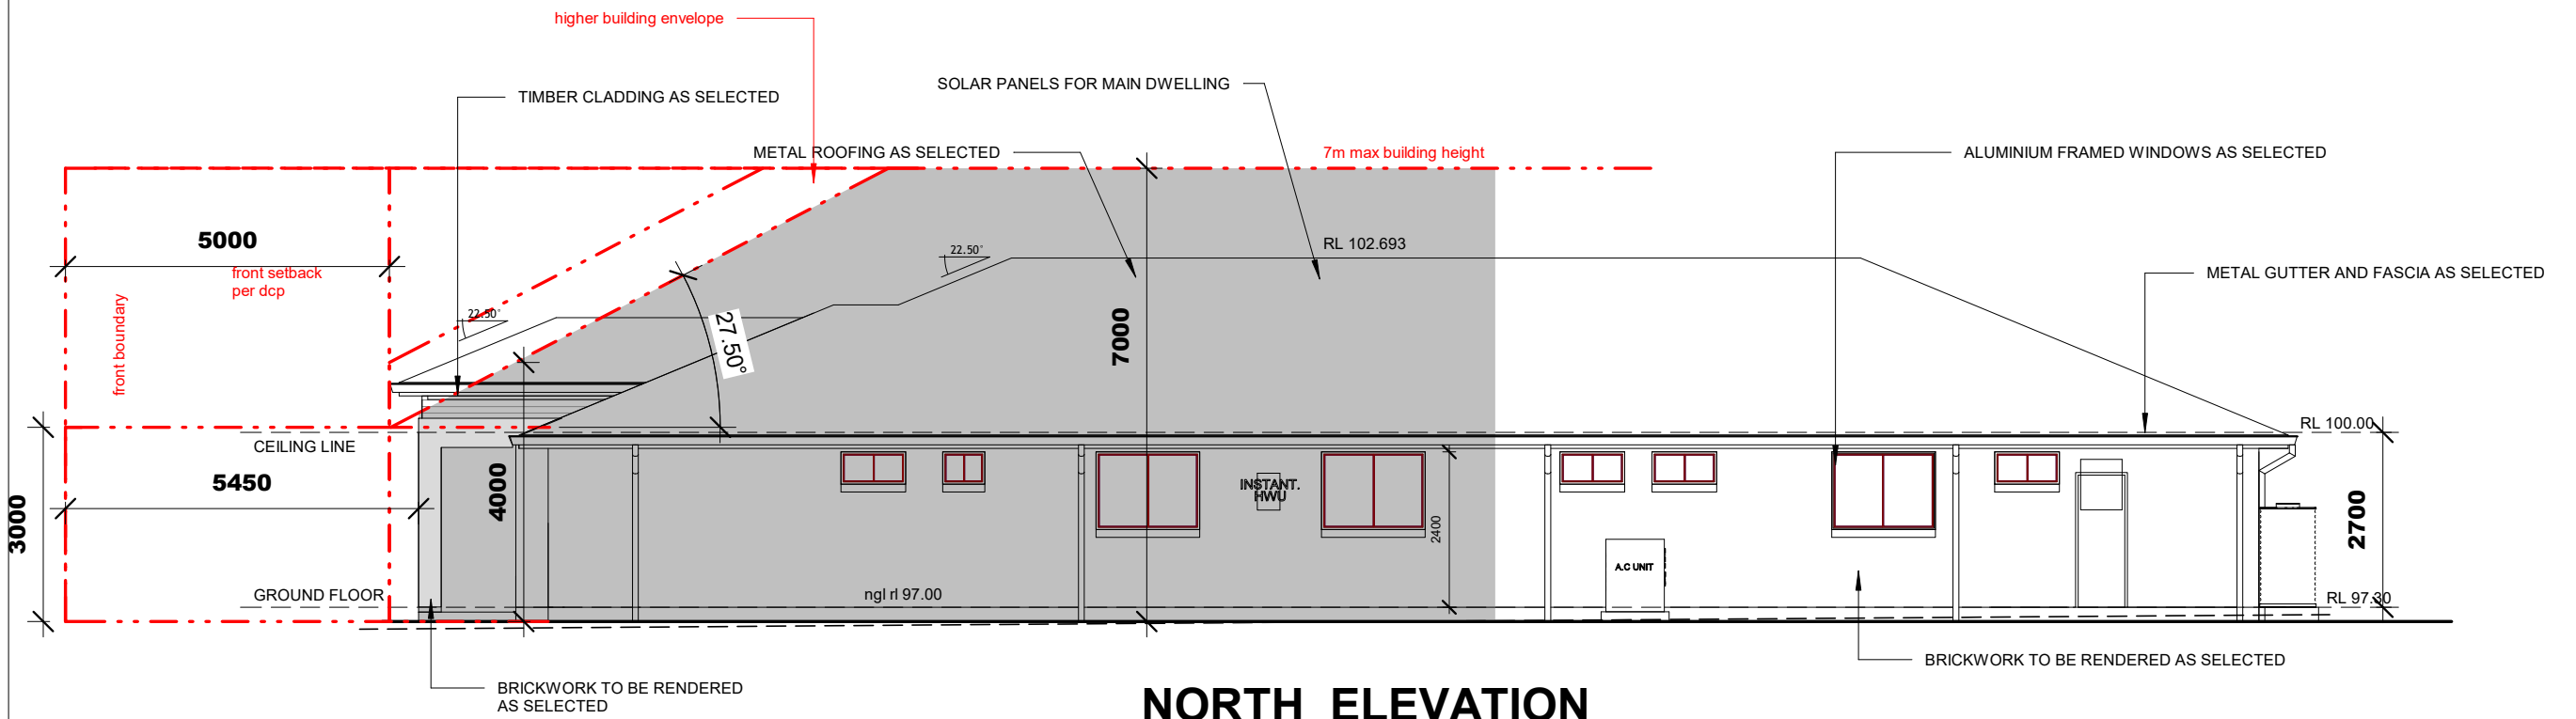 higher building envelope
SOLAR PANELS FOR MAIN DWELLING
TIMBER CLADDING AS SELECTED
METAL ROOFING AS SELECTED
7m max building height
ALUMINIUM FRAMED WINDOWS AS SELECTED
5000
RL 102.693
22.50°
front setback
per dcp
METAL GUTTER AND FASCIA AS SELECTED
front boundary
22.50°
27.50°
7000
RL 100.00
CEILING LINE
5450
4000
3000
INSTANT.
HWU
2400
2700
A.C UNIT
GROUND FLOOR
ngl rl 97.00
RL 97.30
BRICKWORK TO BE RENDERED AS SELECTED
BRICKWORK TO BE RENDERED
AS SELECTED
NORTH ELEVATION